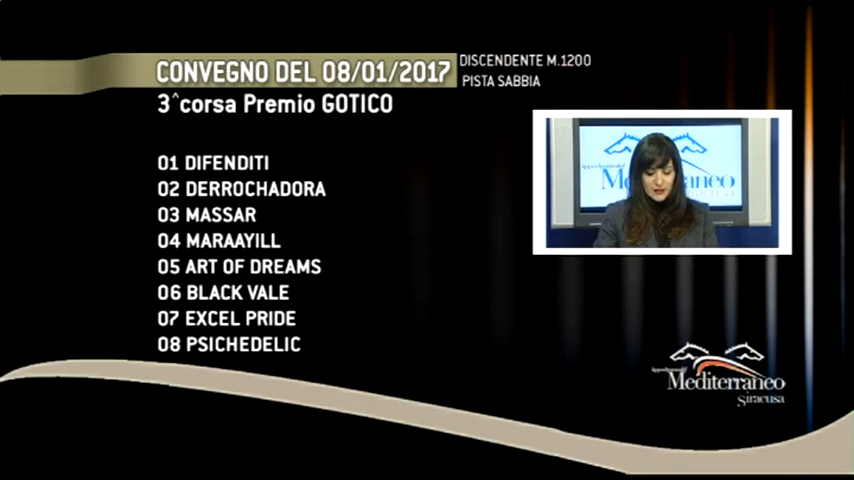 CONVEGNO DEL 08/01/2017
DISCENDENTE M.1200
PISTA SABBIA
3^corsa Premio GOTICO
01 DIFENDITI
02 DERROCHADORA
03 MASSAR
04 MARAAYILL
05 ART OF DREAMS
06 BLACK VALE
07 EXCEL PRIDE
08 PSICHEDELIC
Mediterraneo
Siracusa